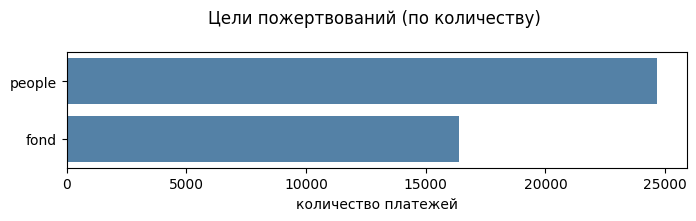 Цели пожертвований (по количеству)
people
fond
0 5000 10000 15000 20000 25000
количество платежей